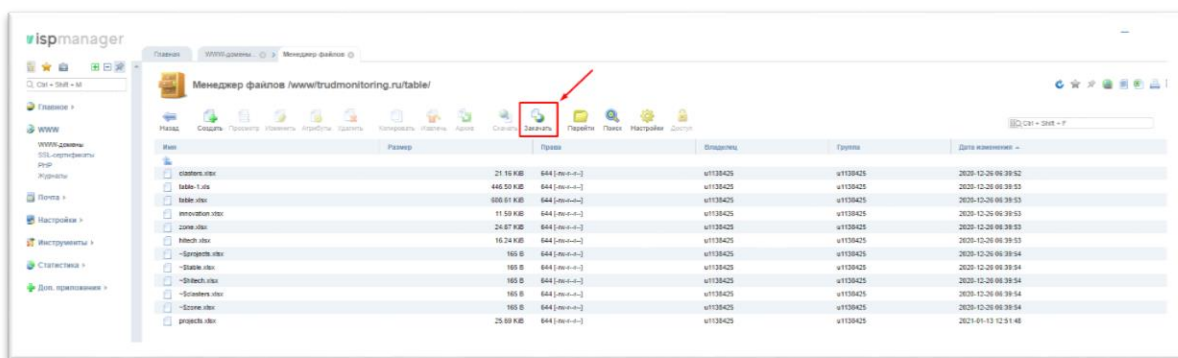 ispmanager
Главная WWW-домены... > Менеджер файлов
Ctrl + Shift + M
Менеджер файлов /www/trudmonitoring.ru/table/
Главное >
WWW
WWW-домены
SSL-сертификаты
PHP
Журналы
Почта >
Настройки >
Инструменты >
Статистика >
Доп. приложения >
Назад Создать Просмотр Изменить Атрибуты Удалить Копировать Извлечь Архив Скачать Закачать Перейти Поиск Настройки Доступ
Ctrl + Shift + F
Имя Размер Права Владелец Группа Дата изменения
clasters.xlsx 21.16 KiB 644 [-rw-r--r--] u1138425 u1138425 2020-12-26 06:39:52
table-1.xls 446.50 KiB 644 [-rw-r--r--] u1138425 u1138425 2020-12-26 06:39:53
table.xlsx 644 [-rw-r--r--] u1138425 u1138425 2020-12-26 06:39:53
innovation.xlsx 11.50 KiB 644 [-rw-r--r--] u1138425 u1138425 2020-12-26 06:39:53
zone.xlsx 24.67 KiB 644 [-rw-r--r--] u1138425 u1138425 2020-12-26 06:39:53
hitech.xlsx 16.24 KiB 644 [-rw-r--r--] u1138425 u1138425 2020-12-26 06:39:53
~$projects.xlsx 165 B 644 [-rw-r--r--] u1138425 u1138425 2020-12-26 06:39:54
~$table.xlsx 165 B 644 [-rw-r--r--] u1138425 u1138425 2020-12-26 06:39:54
~$hitech.xlsx 165 B 644 [-rw-r--r--] u1138425 u1138425 2020-12-26 06:39:54
~$clasters.xlsx 165 B 644 [-rw-r--r--] u1138425 u1138425 2020-12-26 06:39:54
~$zone.xlsx 165 B 644 [-rw-r--r--] u1138425 u1138425 2020-12-26 06:39:54
projects.xlsx 25.89 KiB 644 [-rw-r--r--] u1138425 u1138425 2021-01-13 12:51:48